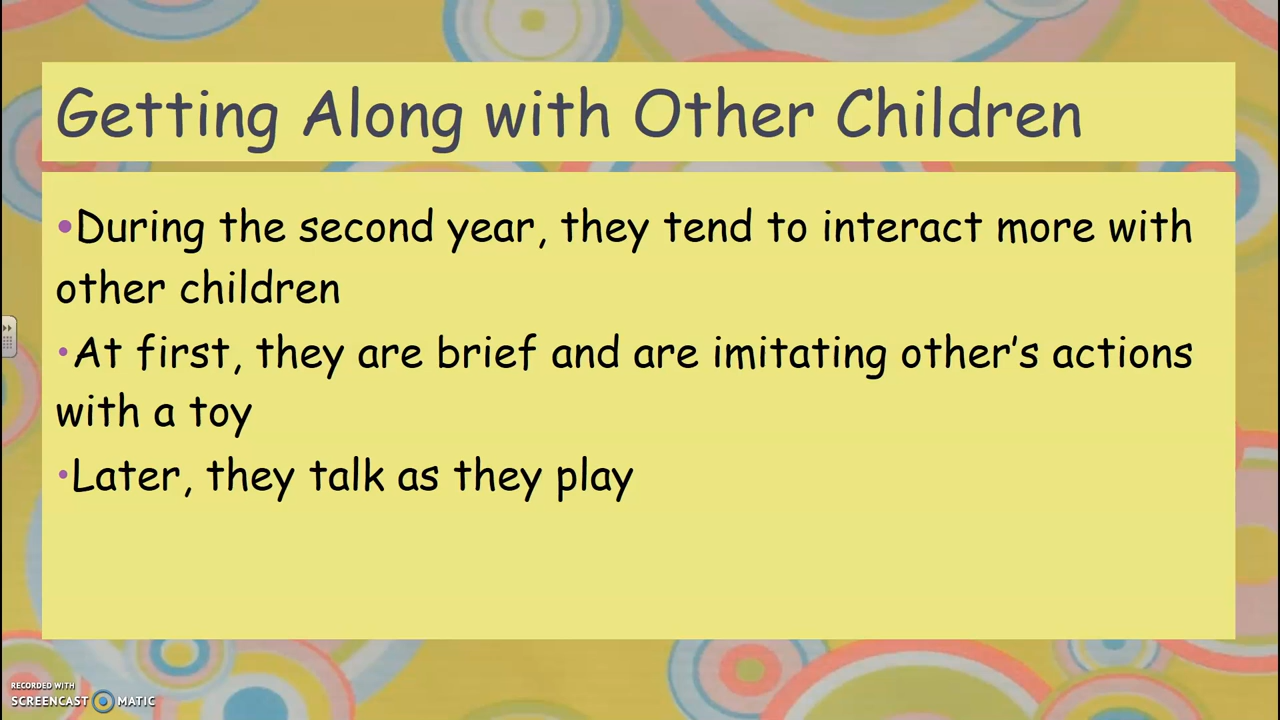 Getting Along with Other Children
•During the second year, they tend to interact more with
other children
•At first, they are brief and are imitating other’s actions
with a toy
•Later, they talk as they play
RECORDED WITH
SCREENCAST MATIC